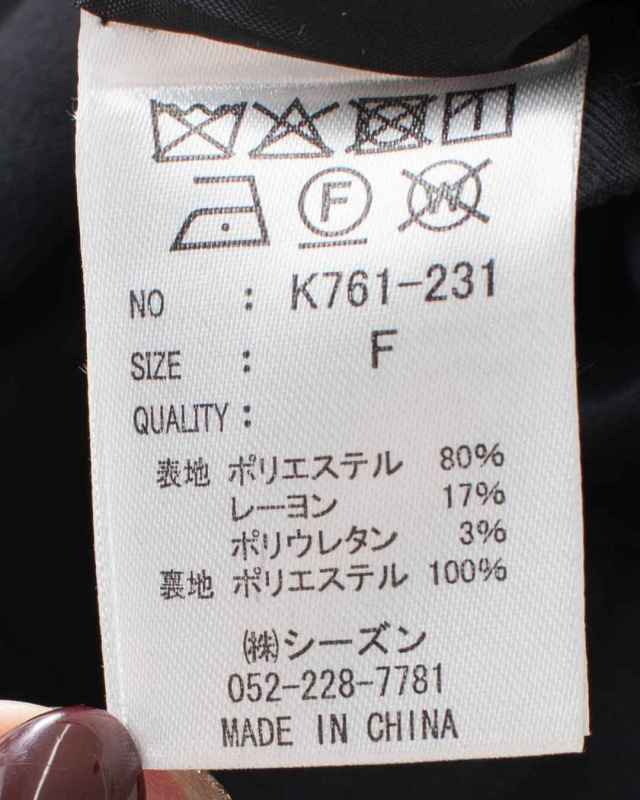 F W
NO : K761-231
SIZE : F
QUALITY :
表地 ポリエステル 80%
レーヨン 17%
ポリウレタン 3%
裏地 ポリエステル 100%
㈱シーズン
052-228-7781
MADE IN CHINA